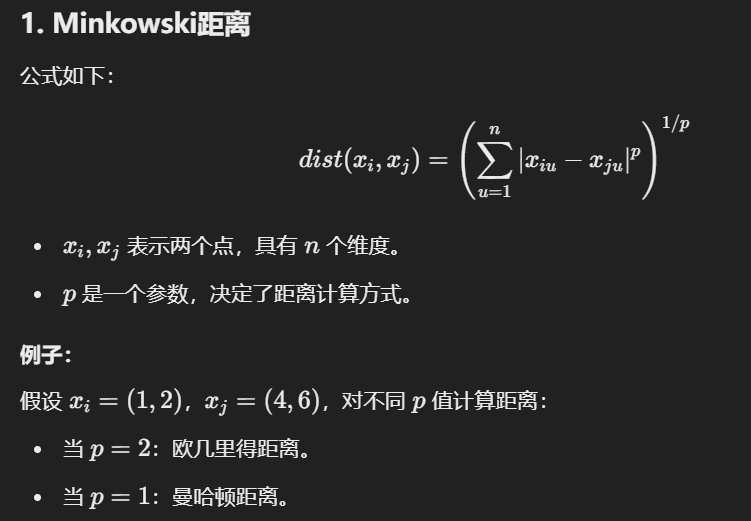 1. Minkowski距离
公式如下：
$$dist(x_i, x_j) = \left( \sum_{u=1}^{n} |x_{iu} - x_{ju}|^p \right)^{1/p}$$
• $x_i, x_j$ 表示两个点，具有 $n$ 个维度。
• $p$ 是一个参数，决定了距离计算方式。
例子：
假设 $x_i = (1, 2)$，$x_j = (4, 6)$，对不同 $p$ 值计算距离：
• 当 $p = 2$：欧几里得距离。
• 当 $p = 1$：曼哈顿距离。